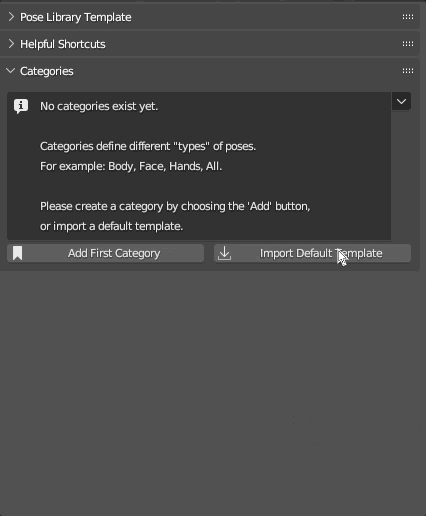 Pose Library Template
Helpful Shortcuts
Categories
No categories exist yet.
Categories define different "types" of poses.
For example: Body, Face, Hands, All.
Please create a category by choosing the 'Add' button,
or import a default template.
Add First Category
Import Default Template